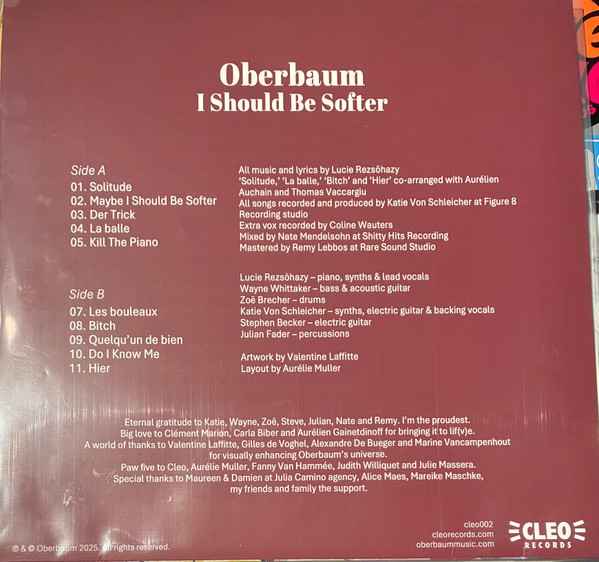 Oberbaum
I Should Be Softer
Side A
01. Solitude
02. Maybe I Should Be Softer
03. Der Trick
04. La balle
05. Kill The Piano
All music and lyrics by Lucie Rezsöhazy
'Solitude,' 'La balle,' 'Bitch' and 'Hier' co-arranged with Aurélien
Auchain and Thomas Vaccargiu
All songs recorded and produced by Katie Von Schleicher at Figure 8
Recording studio
Extra vox recorded by Coline Wauters
Mixed by Nate Mendelsohn at Shitty Hits Recording
Mastered by Remy Lebbos at Rare Sound Studio
Side B
07. Les bouleaux
08. Bitch
09. Quelqu'un de bien
10. Do I Know Me
11. Hier
Lucie Rezsöhazy – piano, synths & lead vocals
Wayne Whittaker – bass & acoustic guitar
Zoë Brecher – drums
Katie Von Schleicher – synths, electric guitar & backing vocals
Stephen Becker – electric guitar
Julian Fader – percussions
Artwork by Valentine Laffitte
Layout by Aurélie Muller
Eternal gratitude to Katie, Wayne, Zoë, Steve, Julian, Nate and Remy. I'm the proudest.
Big love to Clément Marion, Carla Biber and Aurélien Gainetdinoff for bringing it to lif(v)e.
A world of thanks to Valentine Laffitte, Gilles de Voghel, Alexandre De Bueger and Marine Vancampenhout
for visually enhancing Oberbaum's universe.
Paw five to Cleo, Aurélie Muller, Fanny Van Hammée, Judith Williquet and Julie Massera.
Special thanks to Maureen & Damien at Julia Camino agency, Alice Maes, Mareike Maschke,
my friends and family the support.
℗ & © Oberbaum 2025. All rights reserved.
cleo002
cleorecords.com
oberbaummusic.com
CLEO
RECORDS